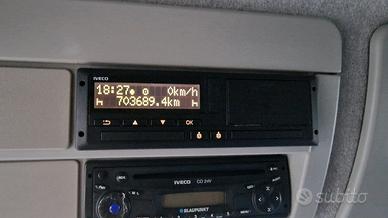 IVECO
18:27 0km/h
703689.4km
OK
IVECO CD 24V
BLAUPUNKT
subito